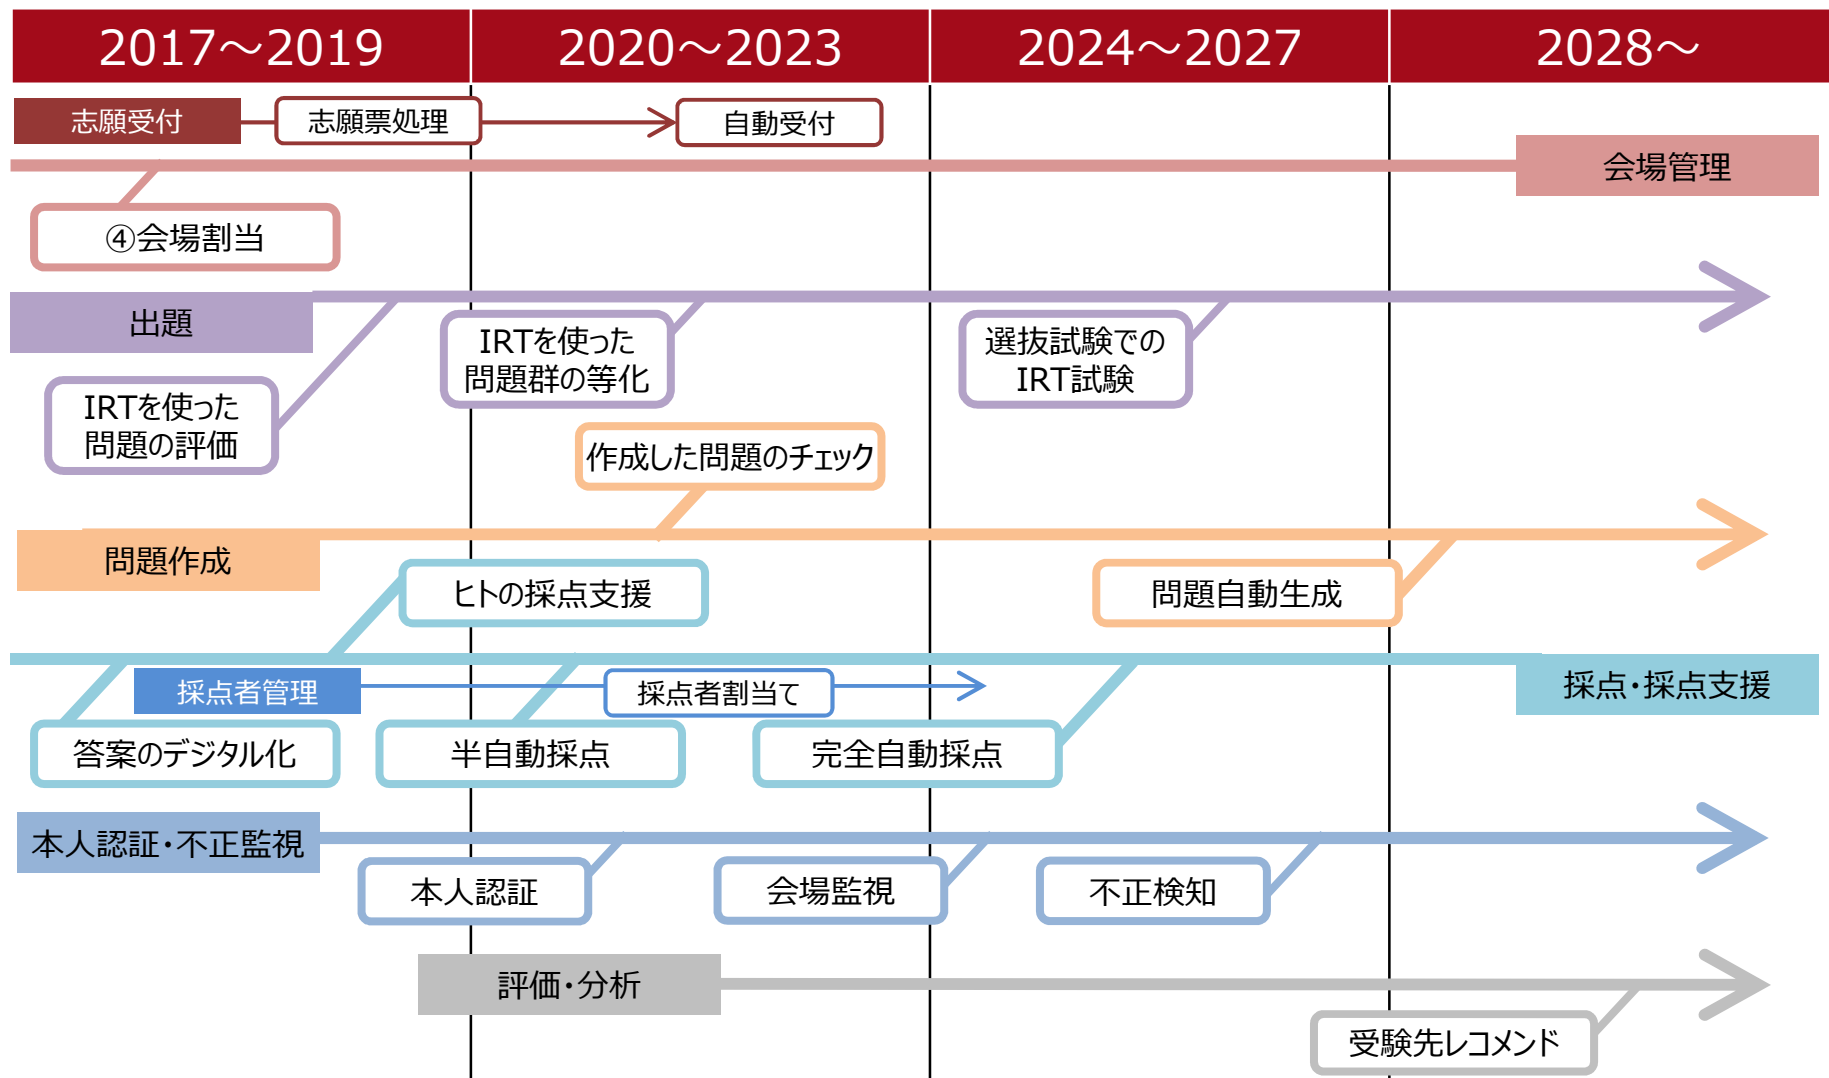 2017～2019
2020～2023
2024～2027
2028～
志願受付
志願票処理
自動受付
会場管理
④会場割当
出題
IRTを使った
問題の評価
IRTを使った
問題群の等化
選抜試験での
IRT試験
作成した問題のチェック
問題作成
ヒトの採点支援
問題自動生成
採点者管理
採点者割当て
採点・採点支援
答案のデジタル化
半自動採点
完全自動採点
本人認証・不正監視
本人認証
会場監視
不正検知
評価・分析
受験先レコメンド